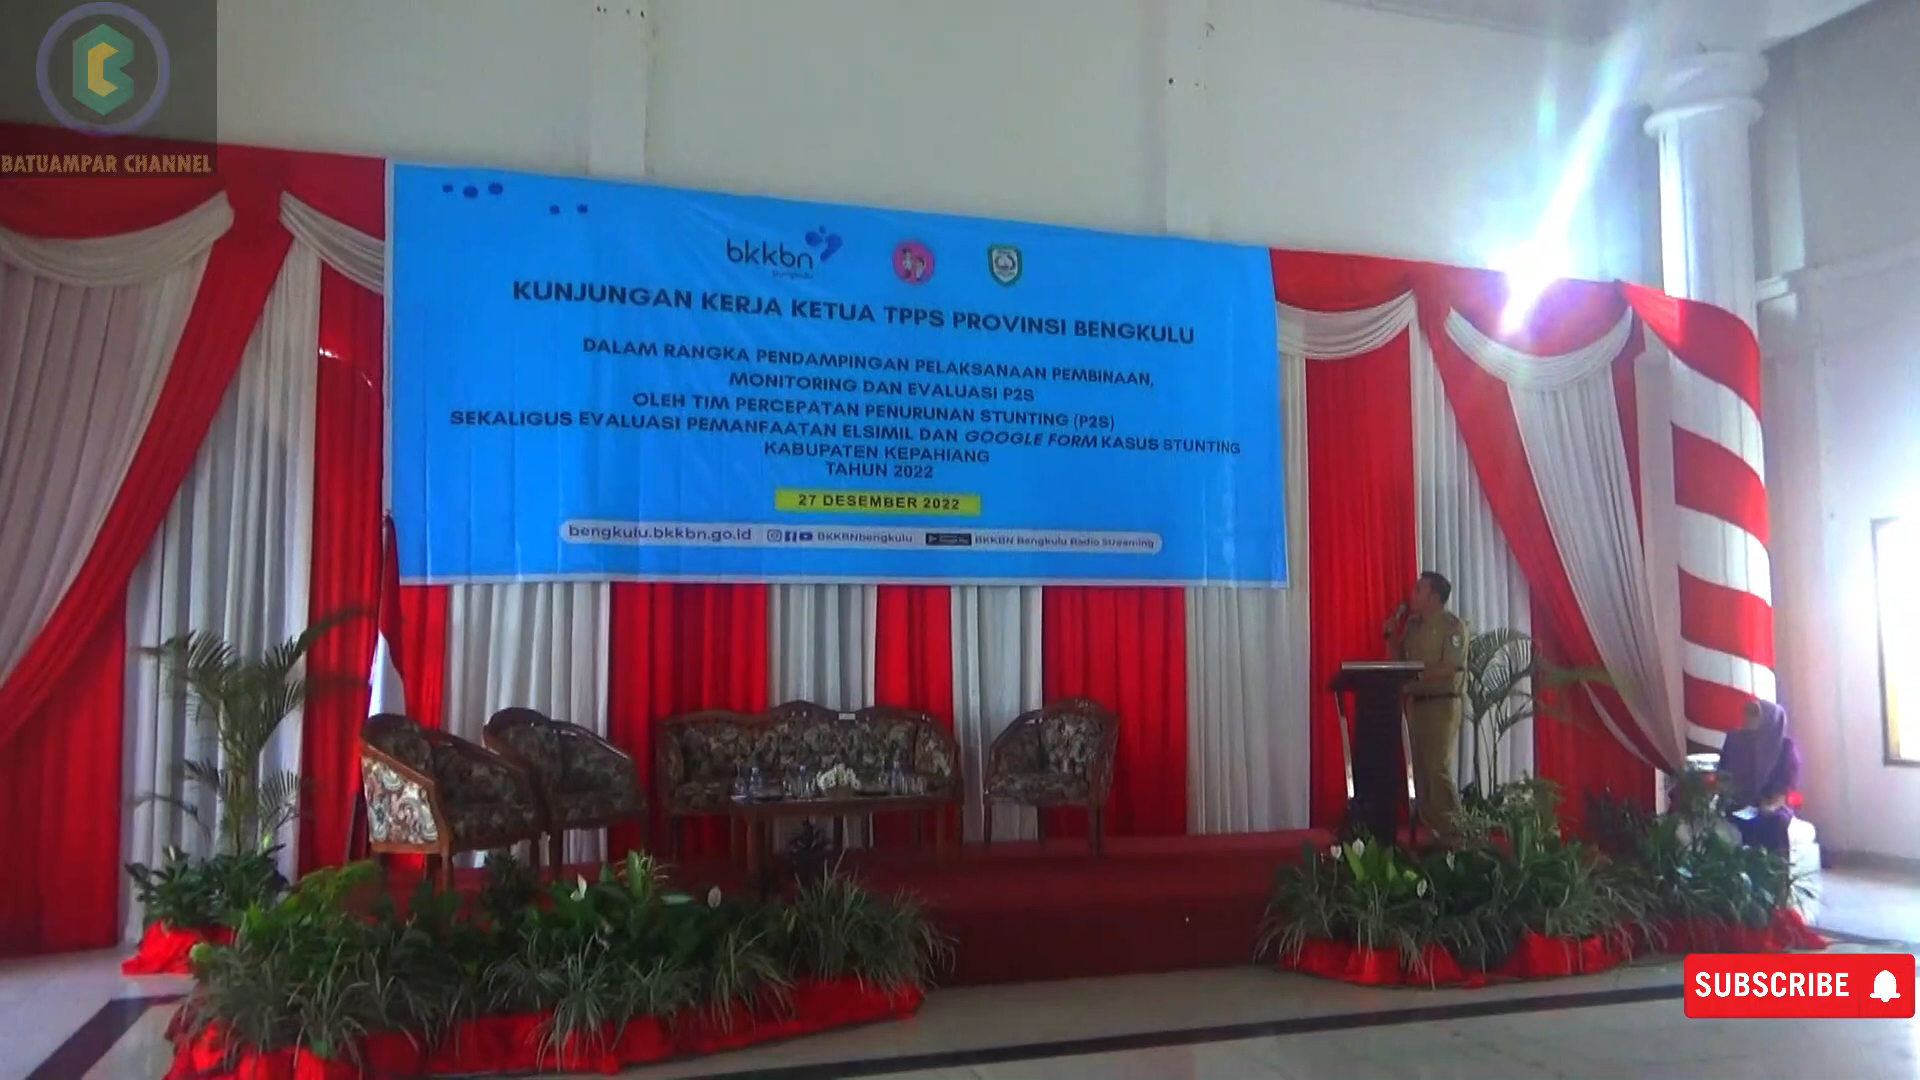 BATUAMPAR CHANNEL
bkkbn
Bengkulu
KUNJUNGAN KERJA KETUA TPPS PROVINSI BENGKULU
DALAM RANGKA PENDAMPINGAN PELAKSANAAN PEMBINAAN,
MONITORING DAN EVALUASI P2S
OLEH TIM PERCEPATAN PENURUNAN STUNTING (P2S)
SEKALIGUS EVALUASI PEMANFAATAN ELSIMIL DAN GOOGLE FORM KASUS STUNTING
KABUPATEN KEPAHIANG
TAHUN 2022
27 DESEMBER 2022
bengkulu.bkkbn.go.id BKKBNbengkulu BKKBN Bengkulu Radio Streaming
SUBSCRIBE